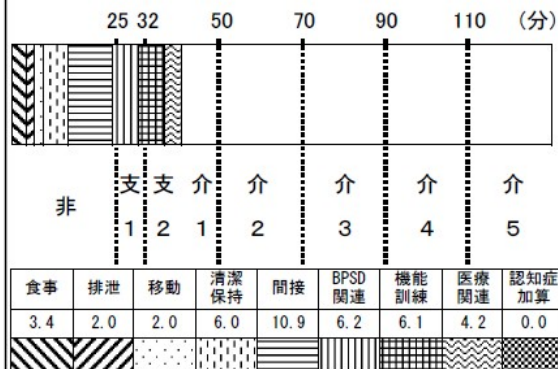 25 32 50 70 90 110 (分)
非 支1 支2 介1 介2 介3 介4 介5
食事 排泄 移動 清潔保持 間接 BPSD関連 機能訓練 医療関連 認知症加算
3.4 2.0 2.0 6.0 10.9 6.2 6.1 4.2 0.0